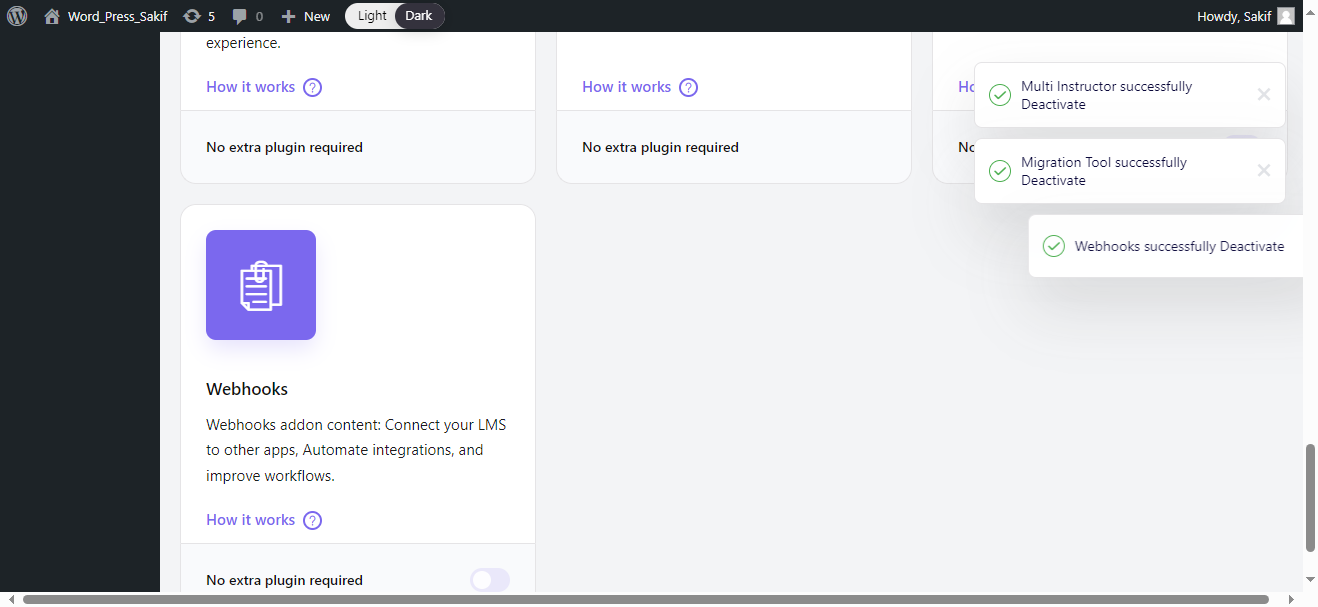 Word_Press_Sakif
5
0
New
Light
Dark
Howdy, Sakif
experience.
How it works ?
How it works ?
Ho
Multi Instructor successfully
Deactivate
No extra plugin required
No extra plugin required
No
Migration Tool successfully
Deactivate
Webhooks successfully Deactivate
Webhooks
Webhooks addon content: Connect your LMS
to other apps, Automate integrations, and
improve workflows.
How it works ?
No extra plugin required